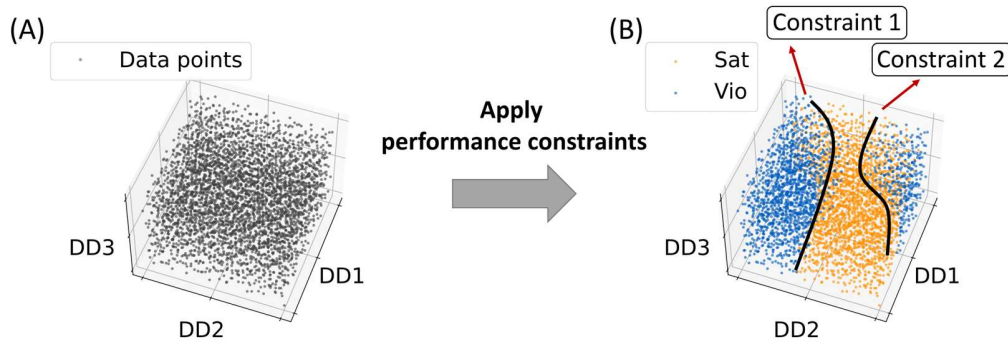 (A)
Data points
DD3
DD2
DD1
Apply
performance constraints
(B)
Constraint 1
Constraint 2
Sat
Vio
DD3
DD2
DD1